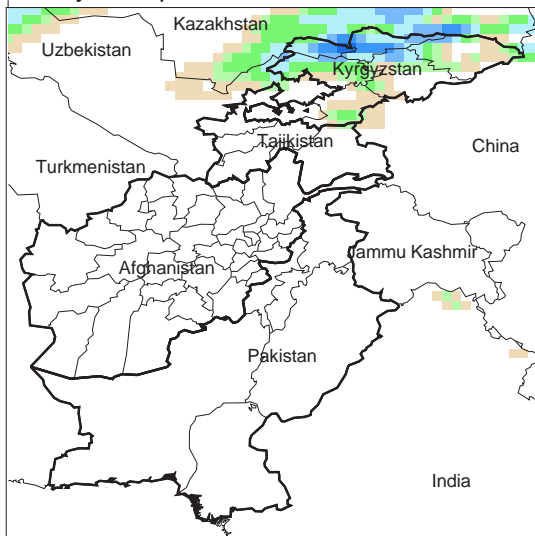 Kazakhstan
Uzbekistan
Kyrgyzstan
Tajikistan
China
Turkmenistan
Jammu Kashmir
Afghanistan
Pakistan
India